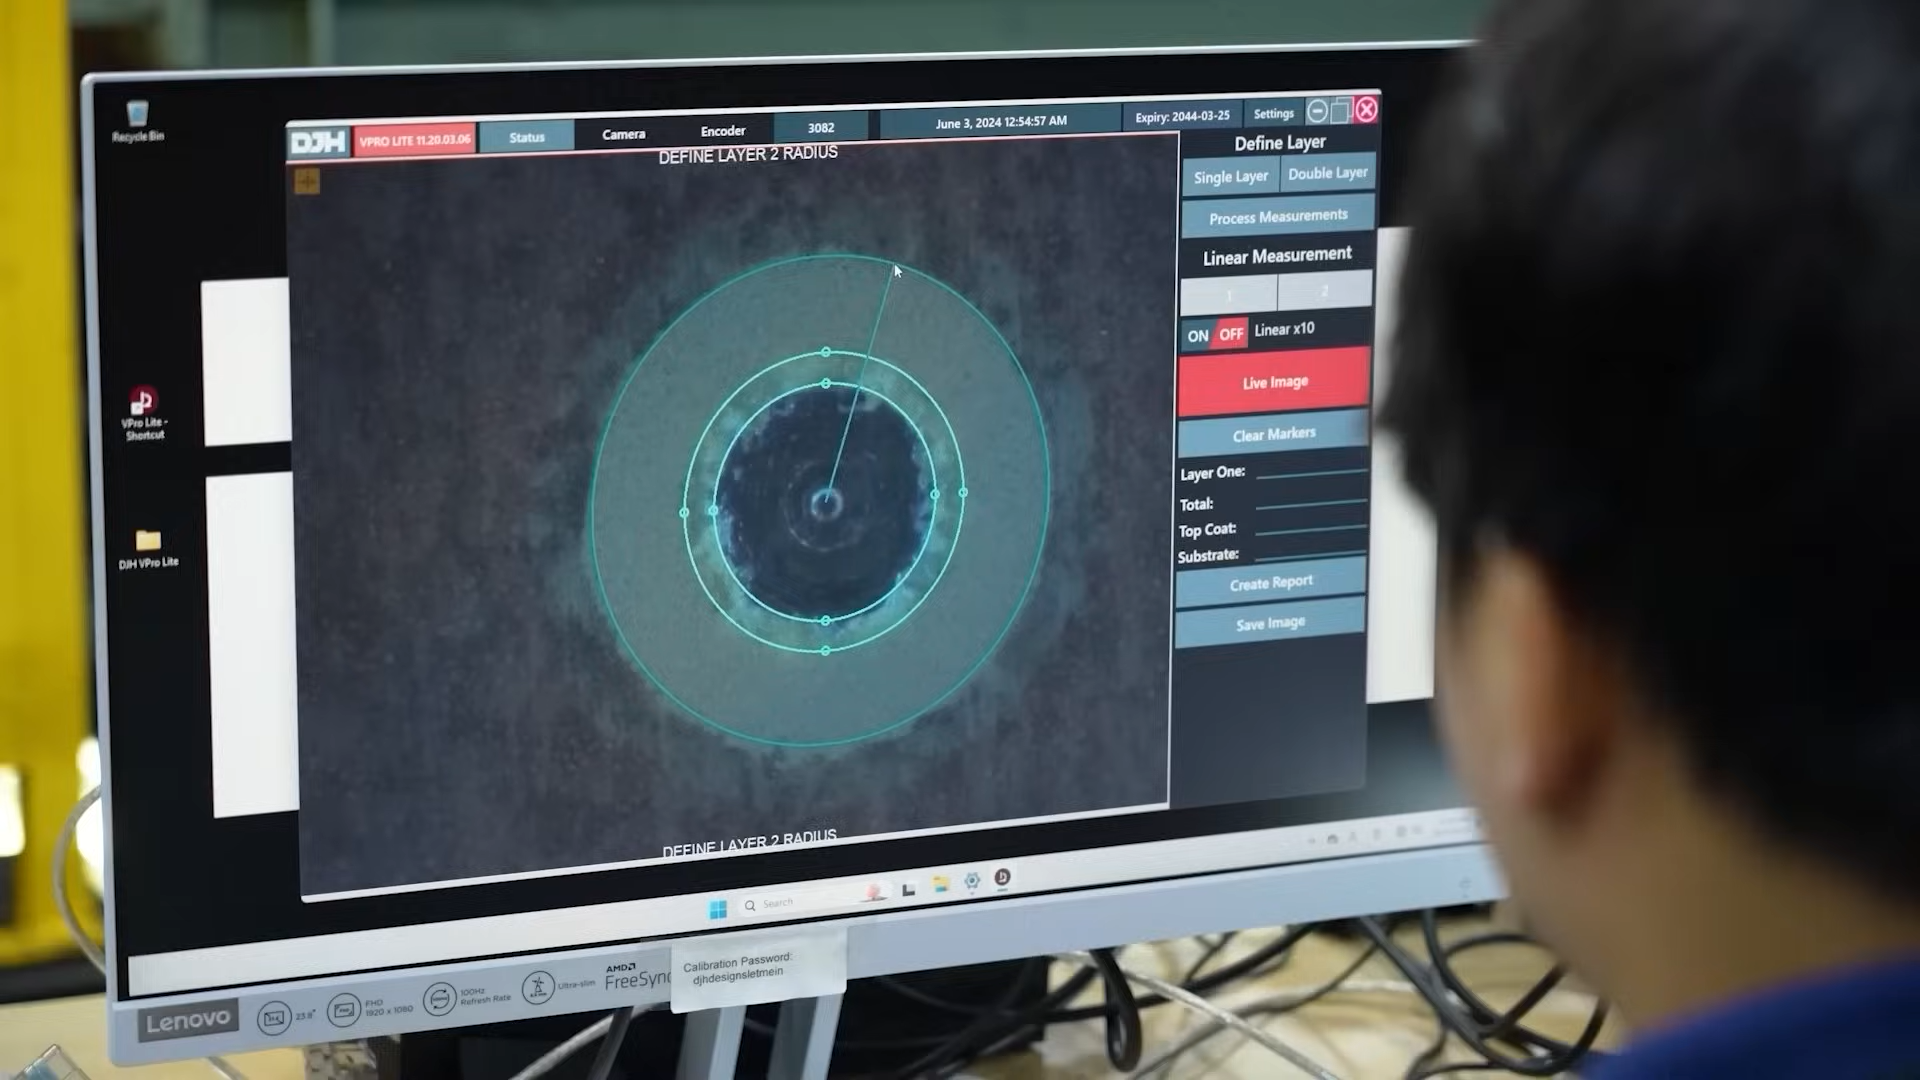 Recycle Bin
DJH
VPRO LITE 11.20.03.06
Status
Camera
Encoder
3082
June 3, 2024 12:54:57 AM
Expiry: 2044-03-25
Settings
DEFINE LAYER 2 RADIUS
Define Layer
Single Layer
Double Layer
Process Measurements
Linear Measurement
1
2
ON
OFF
Linear x10
Live Image
Clear Markers
Layer One:
Total:
Top Coat:
Substrate:
Create Report
Save Image
VPro Lite -
Shortcut
DJH VPro Lite
DEFINE LAYER 2 RADIUS
Search
Calibration Password:
djhdesignsletmein
Lenovo
23.8"
FHD
1920 x 1080
100Hz
Refresh Rate
Ultra-slim
AMD
FreeSync